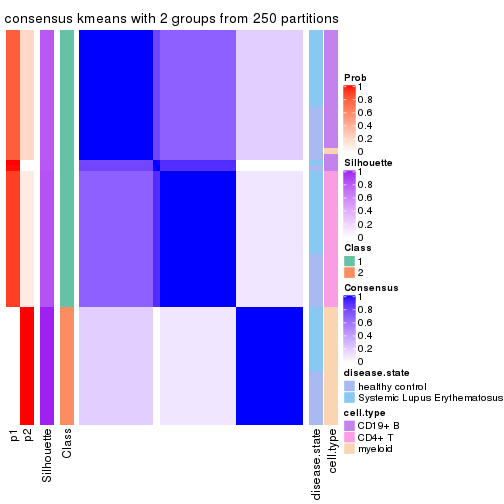 consensus kmeans with 2 groups from 250 partitions
Prob
1
0.8
0.6
0.4
0.2
0
Silhouette
1
0.8
0.6
0.4
0.2
0
Class
1
2
Consensus
1
0.8
0.6
0.4
0.2
0
disease.state
healthy control
Systemic Lupus Erythematosus
cell.type
CD19+ B
CD4+ T
myeloid
p1
p2
Silhouette
Class
disease.state
cell.type